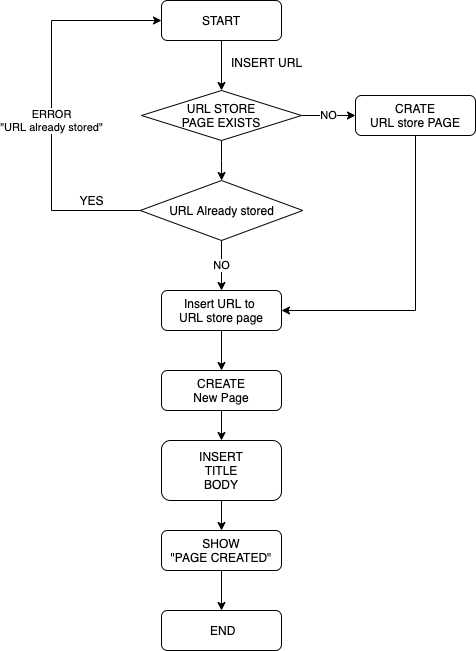 START
INSERT URL
URL STORE
PAGE EXISTS
NO
CRATE
URL store PAGE
ERROR
"URL already stored"
YES
URL Already stored
NO
Insert URL to
URL store page
CREATE
New Page
INSERT
TITLE
BODY
SHOW
"PAGE CREATED"
END